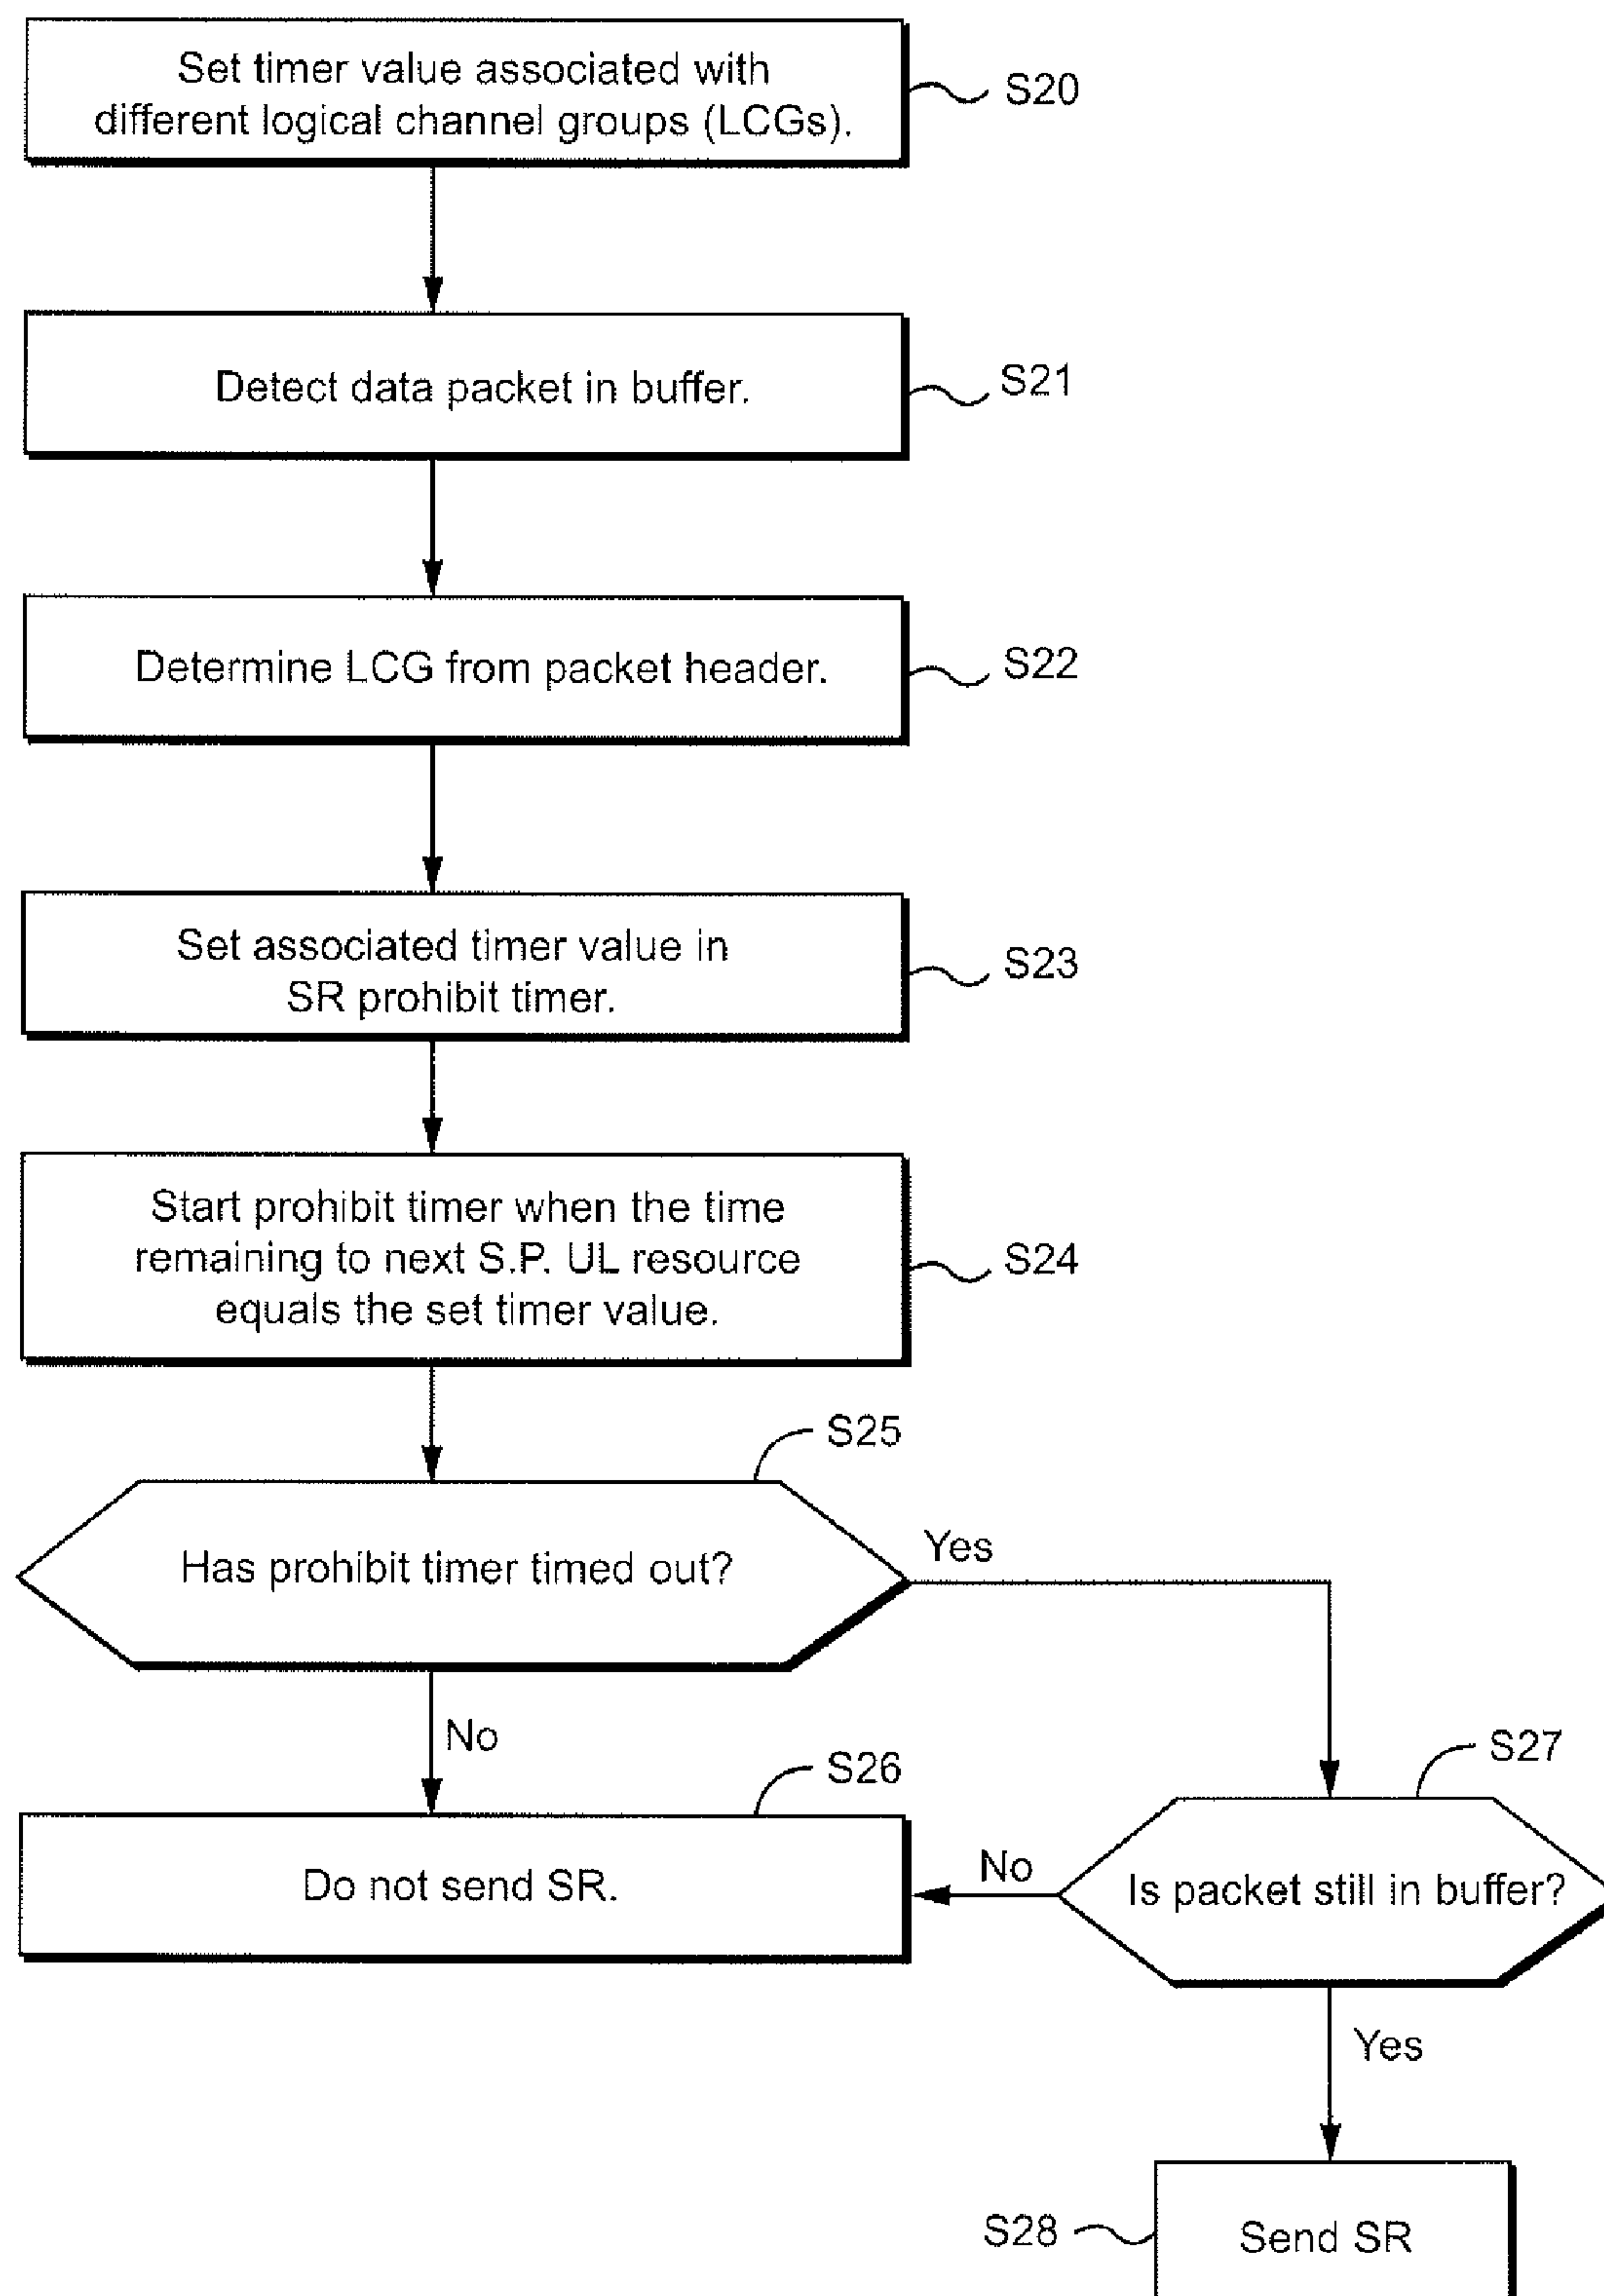 Set timer value associated with
different logical channel groups (LCGs).
S20
Detect data packet in buffer.
S21
Determine LCG from packet header.
S22
Set associated timer value in
SR prohibit timer.
S23
Start prohibit timer when the time
remaining to next S.P. UL resource
equals the set timer value.
S24
S25
Has prohibit timer timed out?
Yes
No
S26
Do not send SR.
S27
No
Is packet still in buffer?
Yes
S28
Send SR